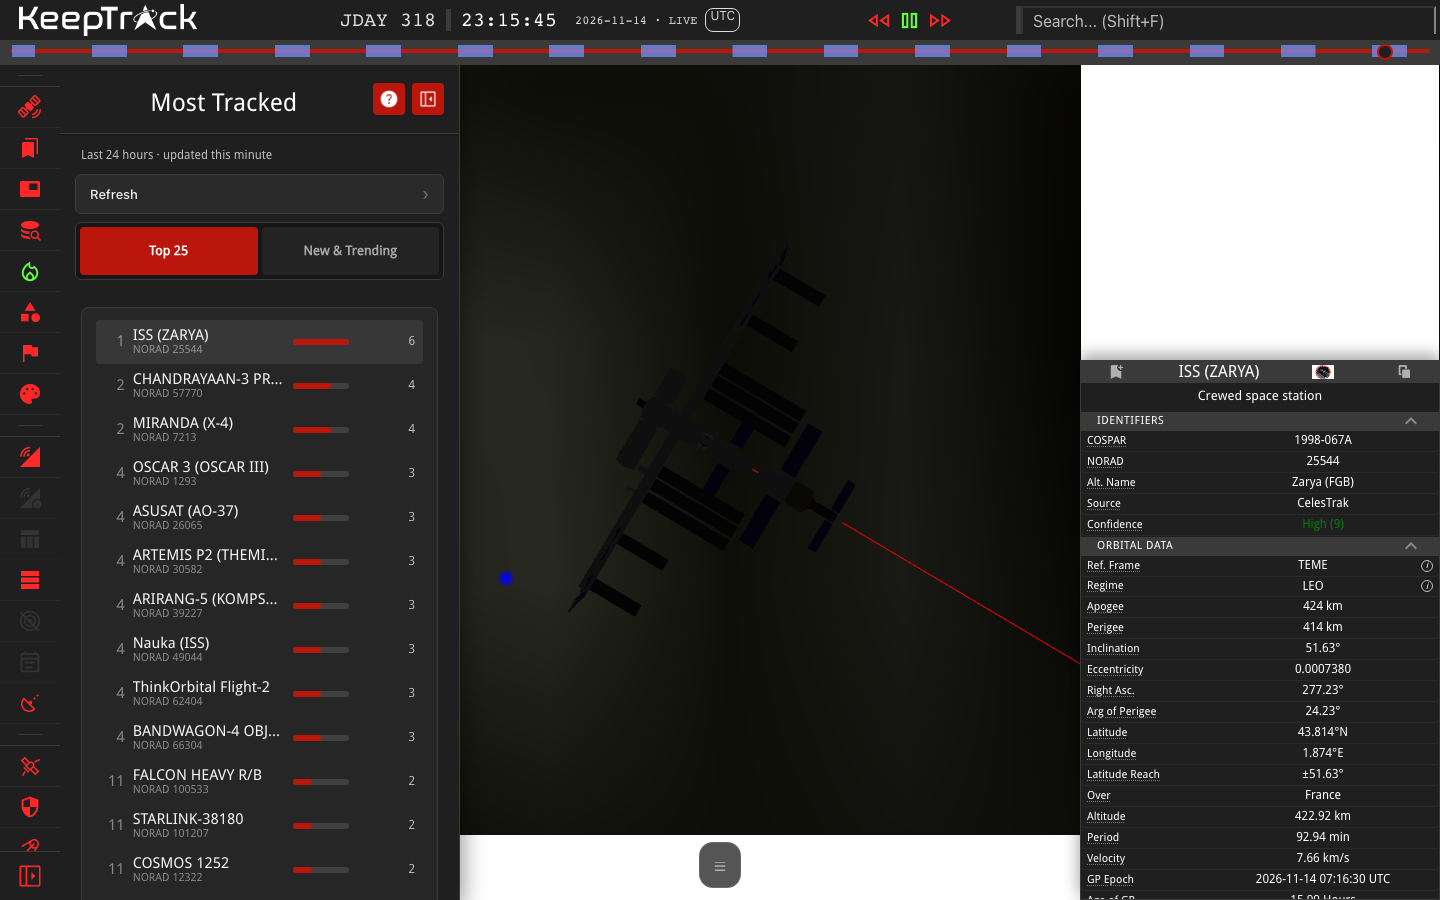 KeepTrack
JDAY 318
23:15:45
2026-11-14 · LIVE
UTC
Search... (Shift+F)
Most Tracked
Last 24 hours · updated this minute
Refresh
Top 25
New & Trending
1 ISS (ZARYA) 6
NORAD 25544
2 CHANDRAYAAN-3 PR... 4
NORAD 57770
2 MIRANDA (X-4) 4
NORAD 7213
4 OSCAR 3 (OSCAR III) 3
NORAD 1293
4 ASUSAT (AO-37) 3
NORAD 26065
4 ARTEMIS P2 (THEMI... 3
NORAD 30582
4 ARIRANG-5 (KOMPS... 3
NORAD 39227
4 Nauka (ISS) 3
NORAD 49044
4 ThinkOrbital Flight-2 3
NORAD 62404
4 BANDWAGON-4 OBJ... 3
NORAD 66304
11 FALCON HEAVY R/B 2
NORAD 100533
11 STARLINK-38180 2
NORAD 101207
11 COSMOS 1252 2
NORAD 12322
ISS (ZARYA)
Crewed space station
IDENTIFIERS
COSPAR 1998-067A
NORAD 25544
Alt. Name Zarya (FGB)
Source CelesTrak
Confidence High (9)
ORBITAL DATA
Ref. Frame TEME
Regime LEO
Apogee 424 km
Perigee 414 km
Inclination 51.63°
Eccentricity 0.0007380
Right Asc. 277.23°
Arg of Perigee 24.23°
Latitude 43.814°N
Longitude 1.874°E
Latitude Reach ±51.63°
Over France
Altitude 422.92 km
Period 92.94 min
Velocity 7.66 km/s
GP Epoch 2026-11-14 07:16:30 UTC
Age of GP 15.99 Hours